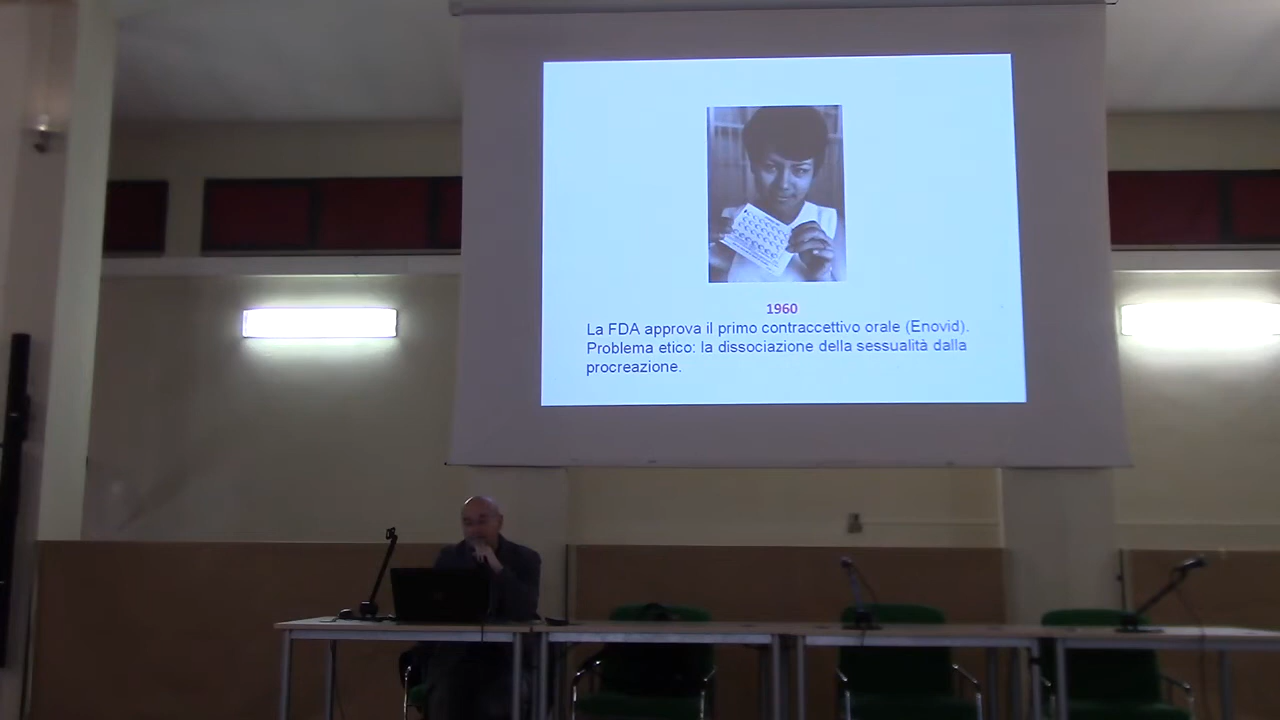 1960
La FDA approva il primo contraccettivo orale (Enovid).
Problema etico: la dissociazione della sessualità dalla
procreazione.